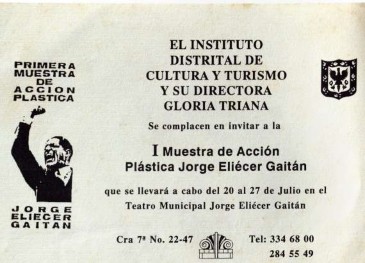 PRIMERA
MUESTRA
DE
ACCION
PLASTICA
JORGE
ELIECER
GAITAN
EL INSTITUTO
DISTRITAL DE
CULTURA Y TURISMO
Y SU DIRECTORA
GLORIA TRIANA
Se complacen en invitar a la
I Muestra de Acción
Plástica Jorge Eliécer Gaitán
que se llevará a cabo del 20 al 27 de Julio en el
Teatro Municipal Jorge Eliécer Gaitán
Cra 7ª No. 22-47
Tel: 334 68 00
284 55 49